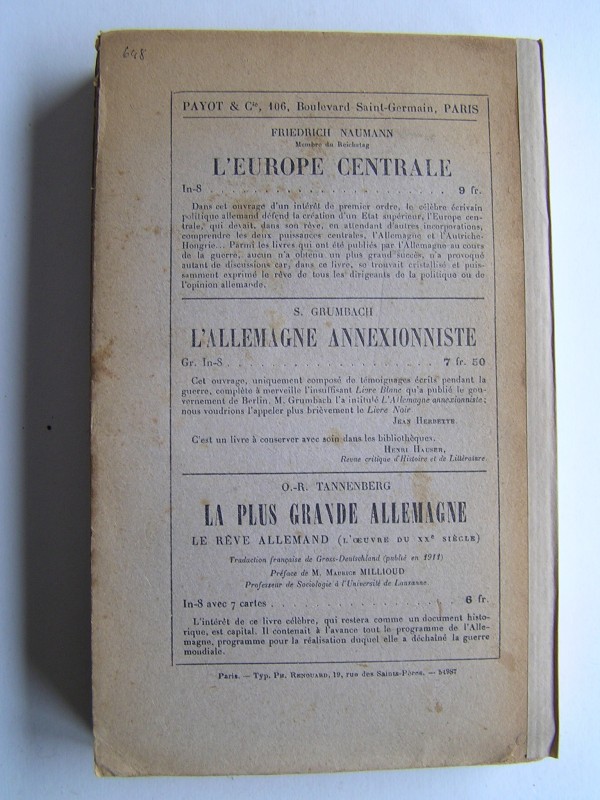 648
PAYOT & Cie, 106, Boulevard Saint-Germain, PARIS
FRIEDRICH NAUMANN
Membre du Reichstag
L'EUROPE CENTRALE
In-8 . . . . . . . . . . . . . . . . 9 fr.
Dans cet ouvrage d'un intérêt de premier ordre, le célèbre écrivain
politique allemand défend la création d'un Etat supérieur, l'Europe cen-
trale, qui devait, dans son rêve, en attendant d'autres incorporations,
comprendre les deux puissances centrales, l'Allemagne et l'Autriche-
Hongrie... Parmi les livres qui ont été publiés par l'Allemagne au cours
de la guerre, aucun n'a obtenu un plus grand succès, n'a provoqué
autant de discussions car, dans ce livre, se trouvait cristallisé et puis-
samment exprimé le rêve de tous les dirigeants de la politique ou de
l'opinion allemande.
S. GRUMBACH
L'ALLEMAGNE ANNEXIONNISTE
Gr. In-8 . . . . . . . . . . . . . . . 7 fr. 50
Cet ouvrage, uniquement composé de témoignages écrits pendant la
guerre, complète à merveille l'insuffisant Livre Blanc qu'a publié le gou-
vernement de Berlin. M. Grumbach l'a intitulé L'Allemagne annexionniste;
nous voudrions l'appeler plus brièvement le Livre Noir
JEAN HERBETTE.
C'est un livre à conserver avec soin dans les bibliothèques.
HENRI HAUSER,
Revue critique d'Histoire et de Littérature.
O.-R. TANNENBERG
LA PLUS GRANDE ALLEMAGNE
LE RÊVE ALLEMAND (L'ŒUVRE DU XXe SIÈCLE)
Traduction française de Gross-Deutschland (publié en 1911)
Préface de M. MAURICE MILLIOUD
Professeur de Sociologie à l'Université de Lausanne
In-8 avec 7 cartes . . . . . . . . . . . . 6 fr.
L'intérêt de ce livre célèbre, qui restera comme un document histo-
rique, est capital. Il contenait à l'avance tout le programme de l'Alle-
magne, programme pour la réalisation duquel elle a déchaîné la guerre
mondiale.
Paris. — Typ. PH. RENOUARD, 19, rue des Saints-Pères. — 54987